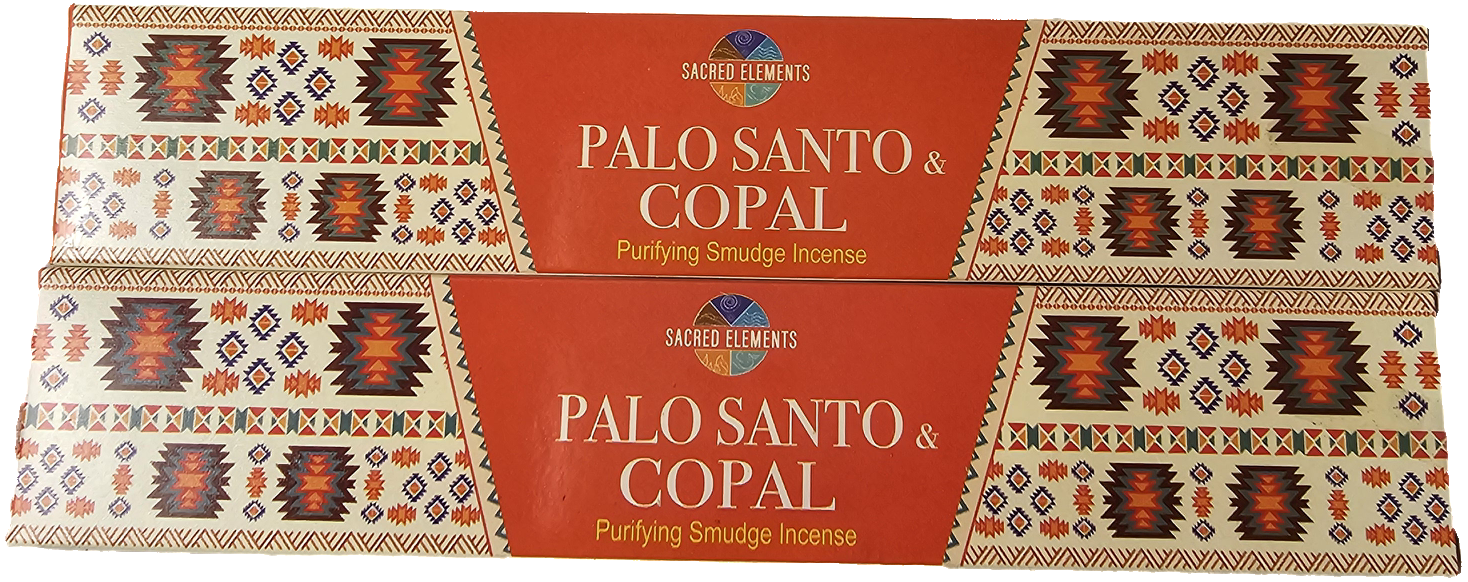 SACRED ELEMENTS
PALO SANTO &
COPAL
Purifying Smudge Incense
SACRED ELEMENTS
PALO SANTO &
COPAL
Purifying Smudge Incense